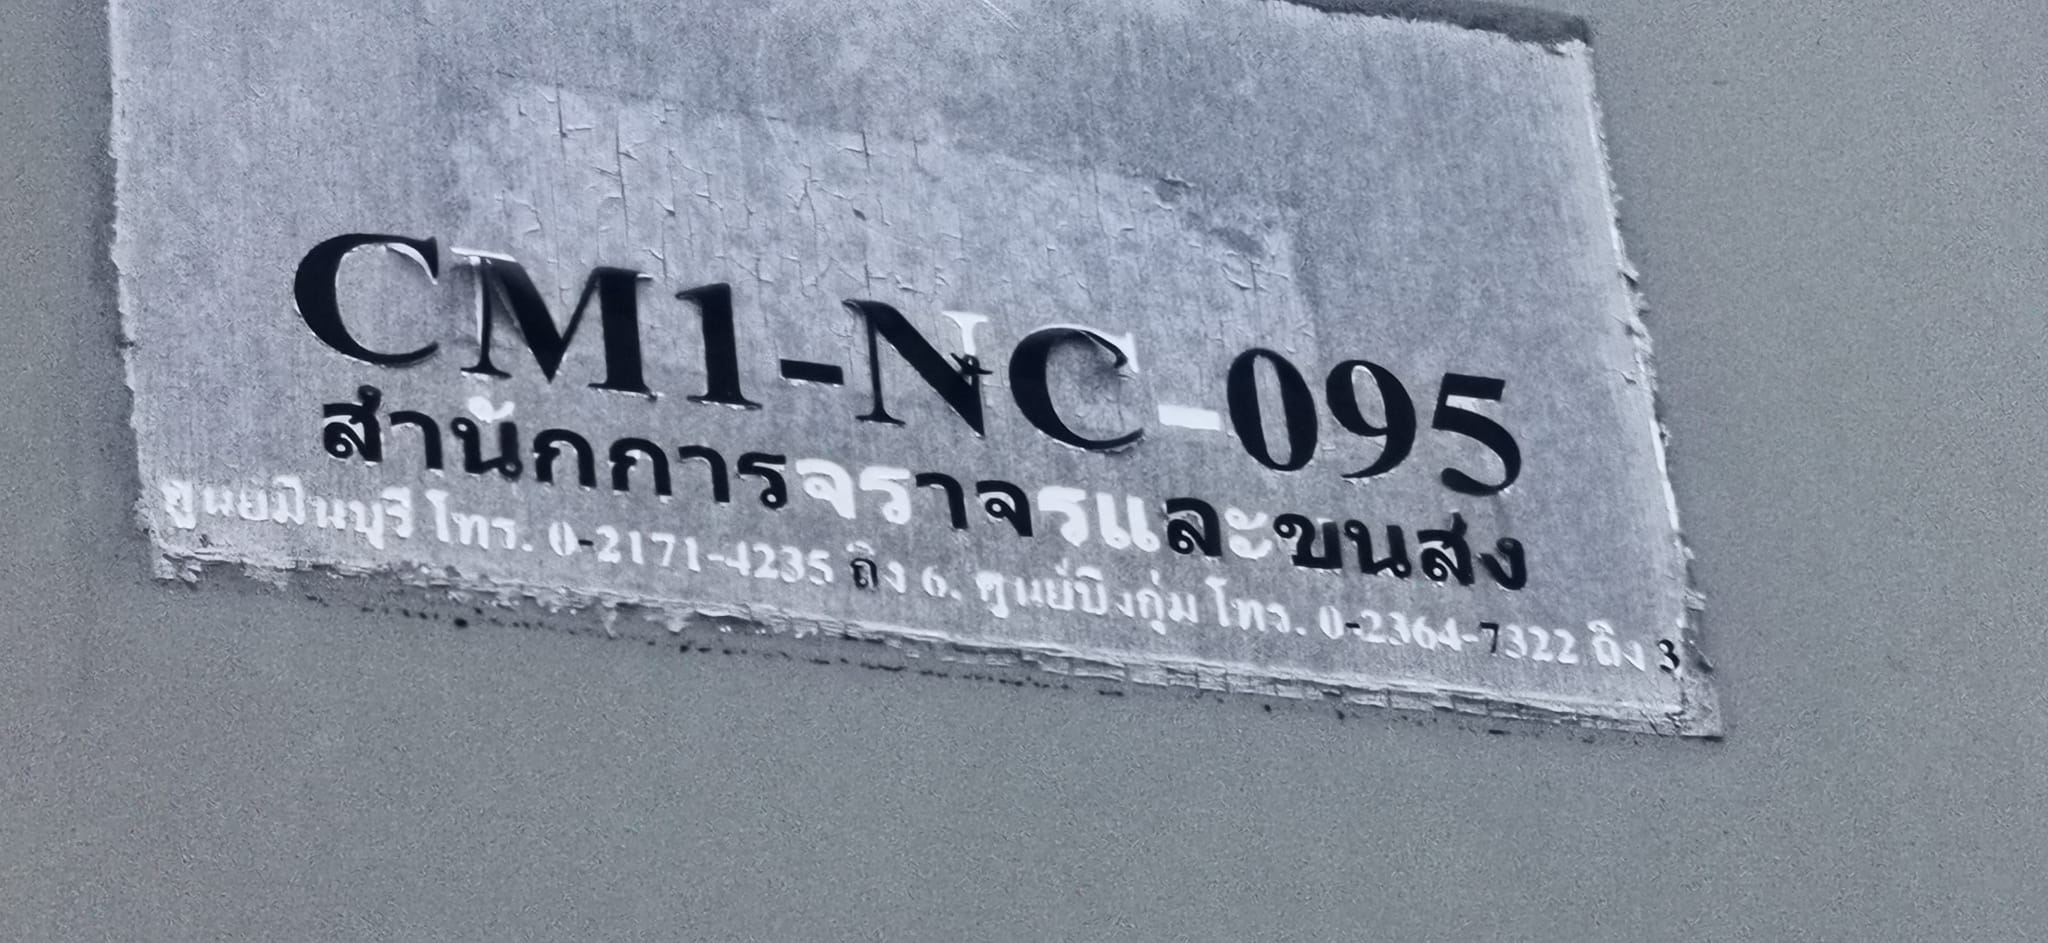 CM1-NC-095
สำนักการจราจรและขนส่ง
ศูนย์มีนบุรี โทร. 0-2171-4235 ถึง 6. ศูนย์บึงกุ่ม โทร. 0-2364-7322 ถึง 3